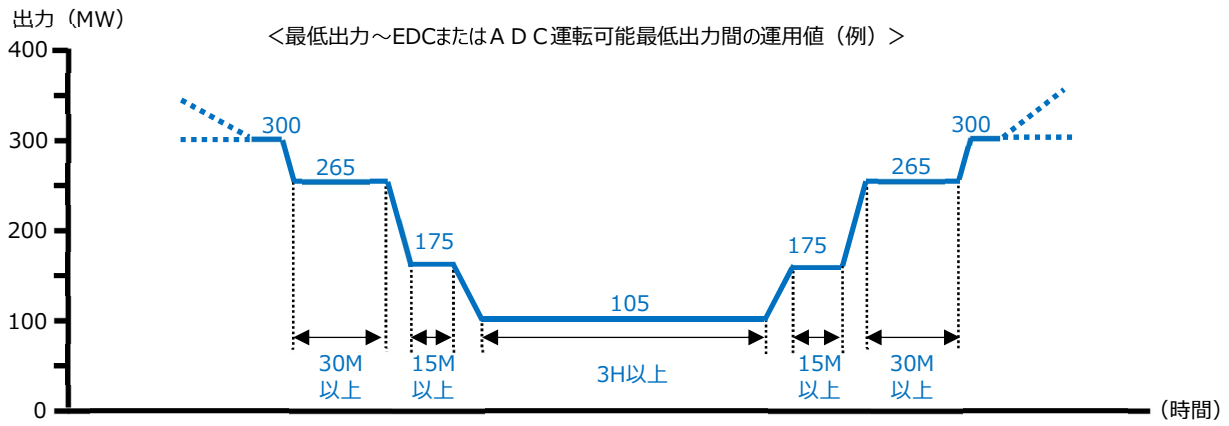 出力（MW）
＜最低出力～EDCまたはＡＤＣ運転可能最低出力間の運用値（例）＞
400
300
200
100
0
300
265
175
105
175
265
300
30M
以上
15M
以上
3H以上
15M
以上
30M
以上
（時間）